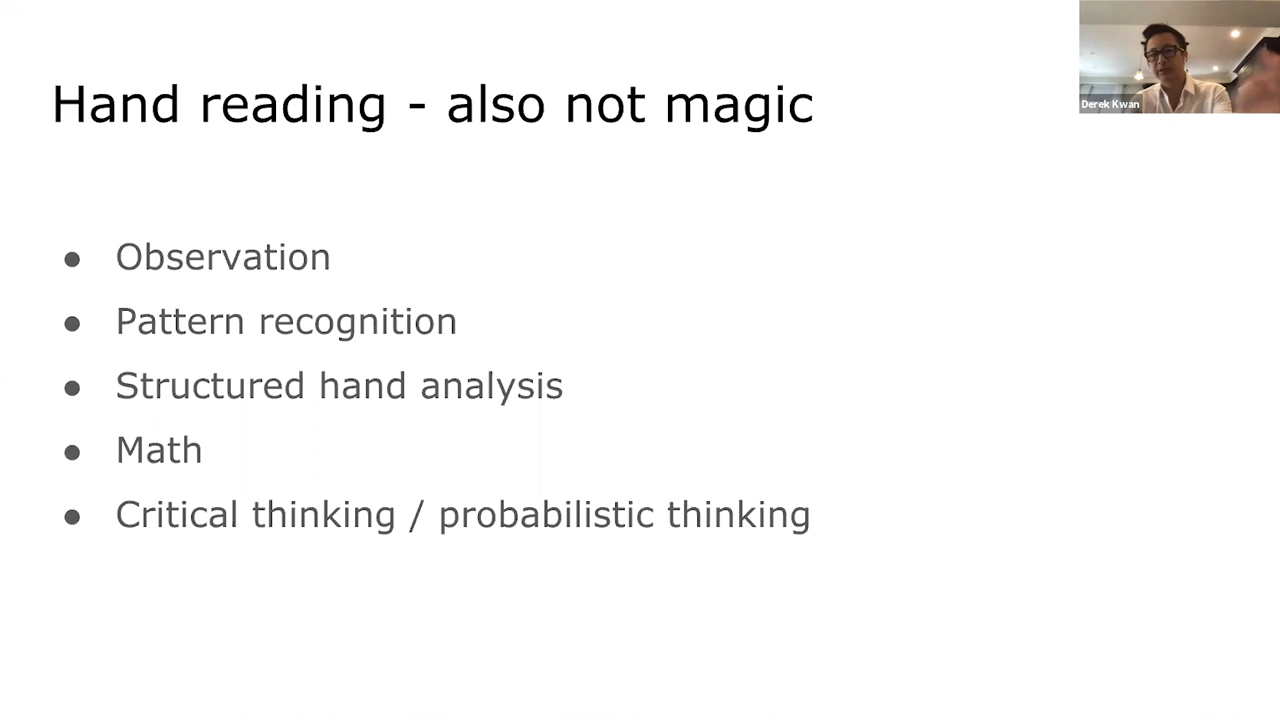 Hand reading - also not magic
Derek Kwan
● Observation
● Pattern recognition
● Structured hand analysis
● Math
● Critical thinking / probabilistic thinking